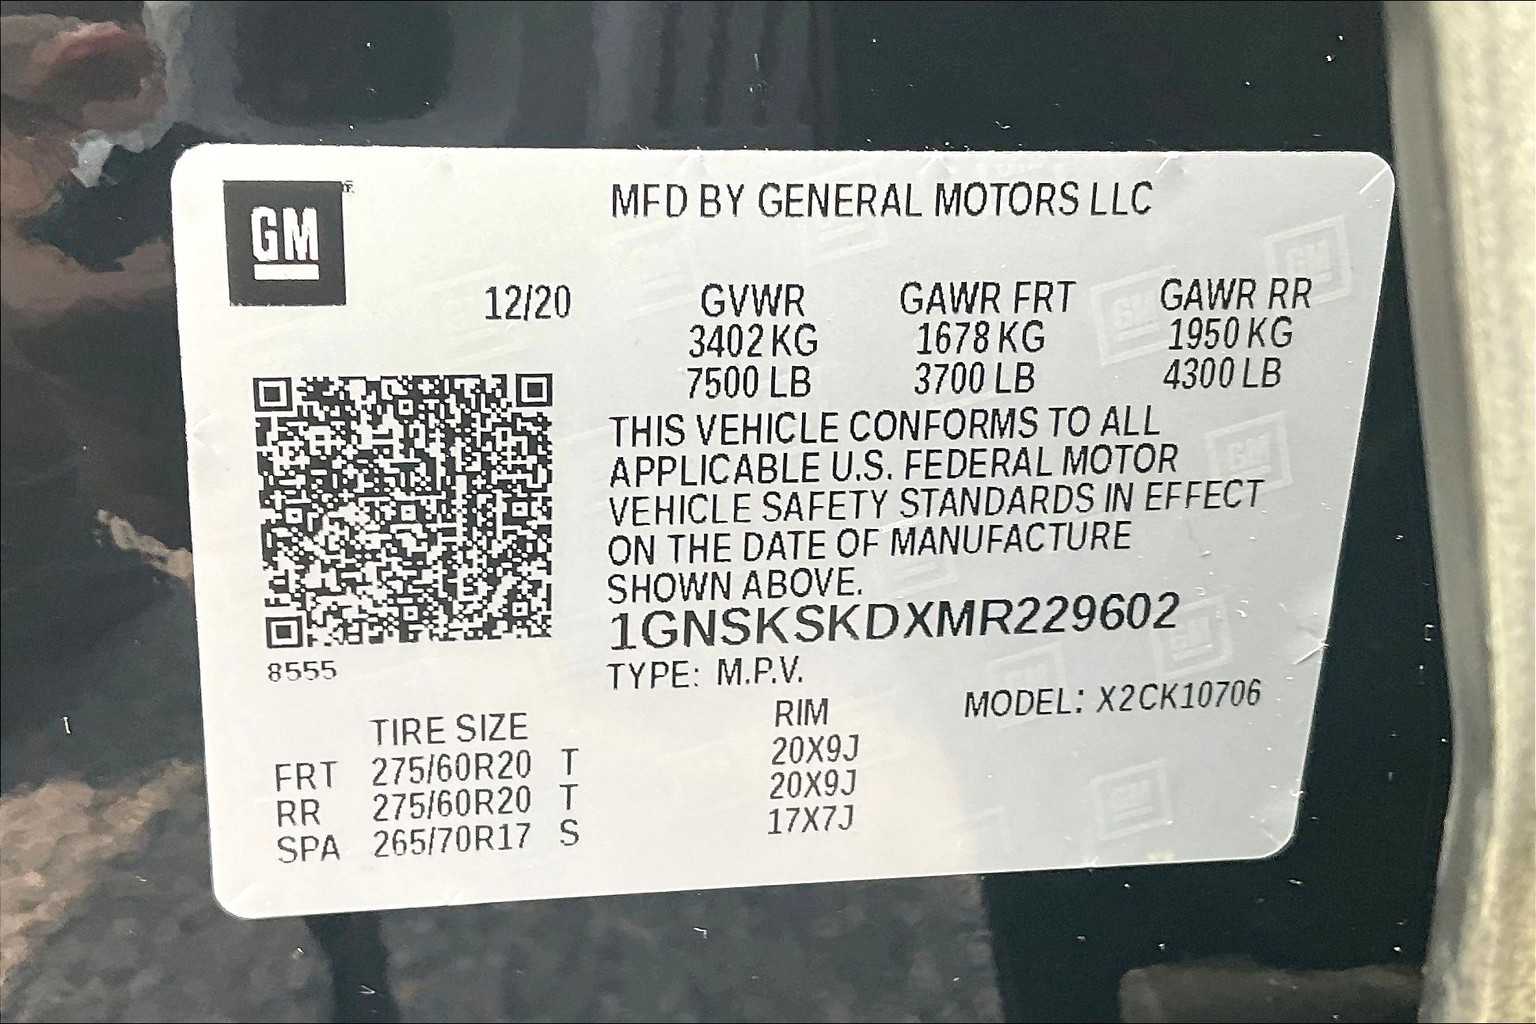 GM
MFD BY GENERAL MOTORS LLC
12/20 GVWR GAWR FRT GAWR RR
3402 KG 1678 KG 1950 KG
7500 LB 3700 LB 4300 LB
THIS VEHICLE CONFORMS TO ALL
APPLICABLE U.S. FEDERAL MOTOR
VEHICLE SAFETY STANDARDS IN EFFECT
ON THE DATE OF MANUFACTURE
SHOWN ABOVE.
1GNSKSKDXMR229602
8555
TYPE: M.P.V. MODEL: X2CK10706
TIRE SIZE RIM
FRT 275/60R20 T 20X9J
RR 275/60R20 T 20X9J
SPA 265/70R17 S 17X7J